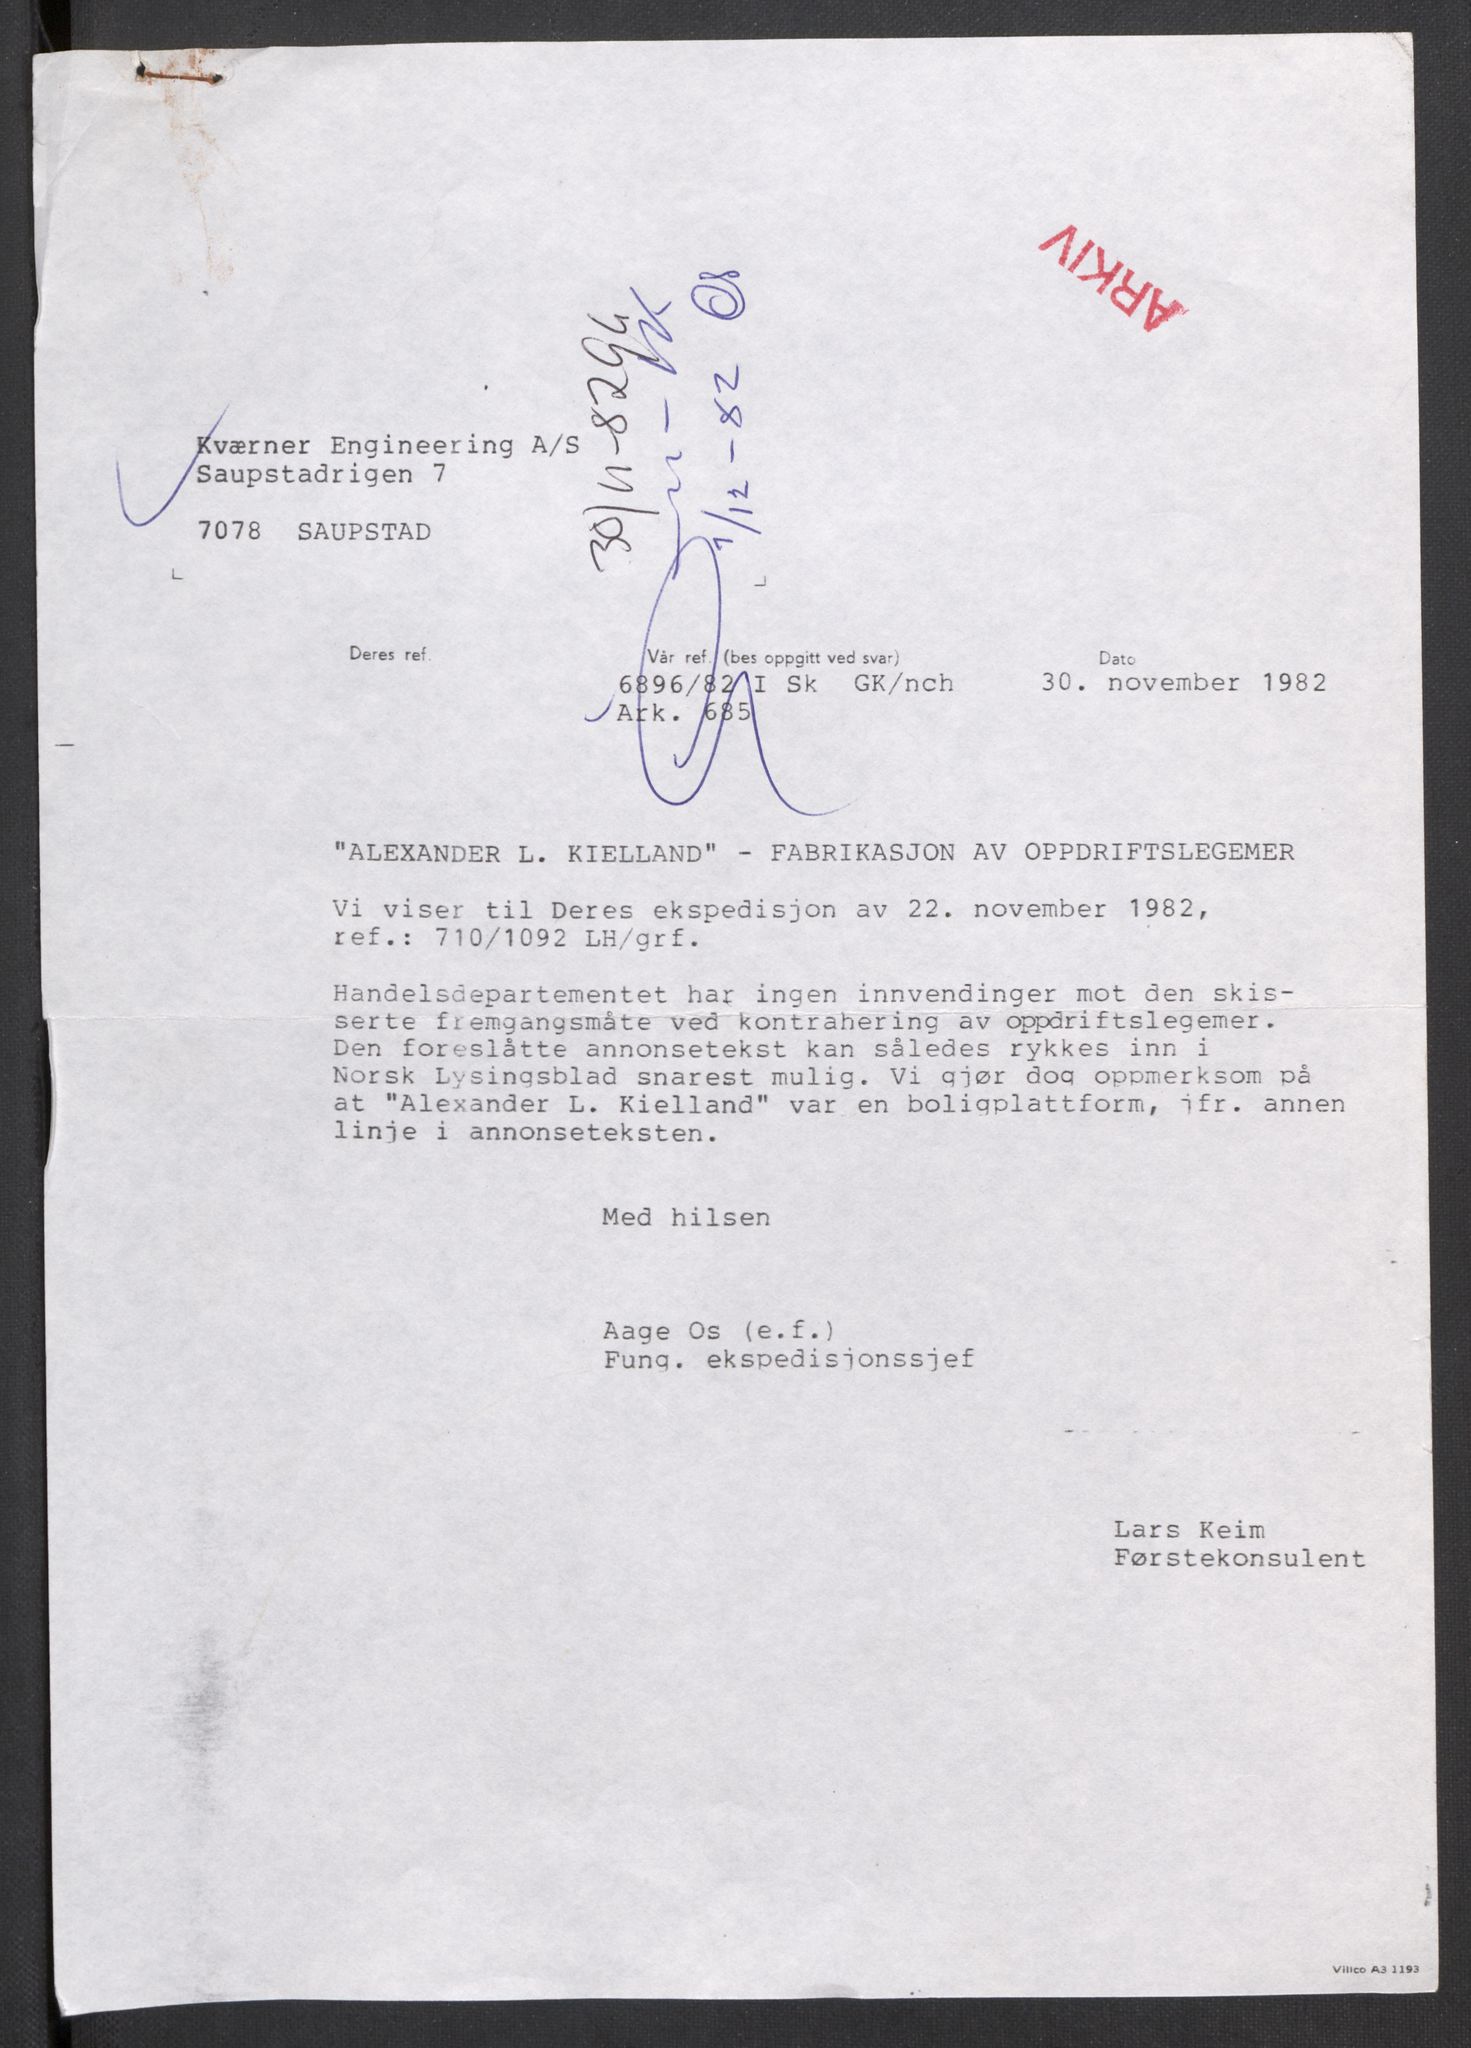 ARKIV
30/11-82 Gk
1/12-82 Os
Kværner Engineering A/S
Saupstadrigen 7
7078 SAUPSTAD
Deres ref.
Vår ref. (bes oppgitt ved svar)
Dato
6896/82 I Sk GK/nch
30. november 1982
Ark. 685
"ALEXANDER L. KIELLAND" - FABRIKASJON AV OPPDRIFTSLEGEMER
Vi viser til Deres ekspedisjon av 22. november 1982,
ref.: 710/1092 LH/grf.
Handelsdepartementet har ingen innvendinger mot den skis-
serte fremgangsmåte ved kontrahering av oppdriftslegemer.
Den foreslåtte annonsetekst kan således rykkes inn i
Norsk Lysingsblad snarest mulig. Vi gjør dog oppmerksom på
at "Alexander L. Kielland" var en boligplattform, jfr. annen
linje i annonseteksten.
Med hilsen
Aage Os (e.f.)
Fung. ekspedisjonssjef
Lars Keim
Førstekonsulent
Villco A3 1193